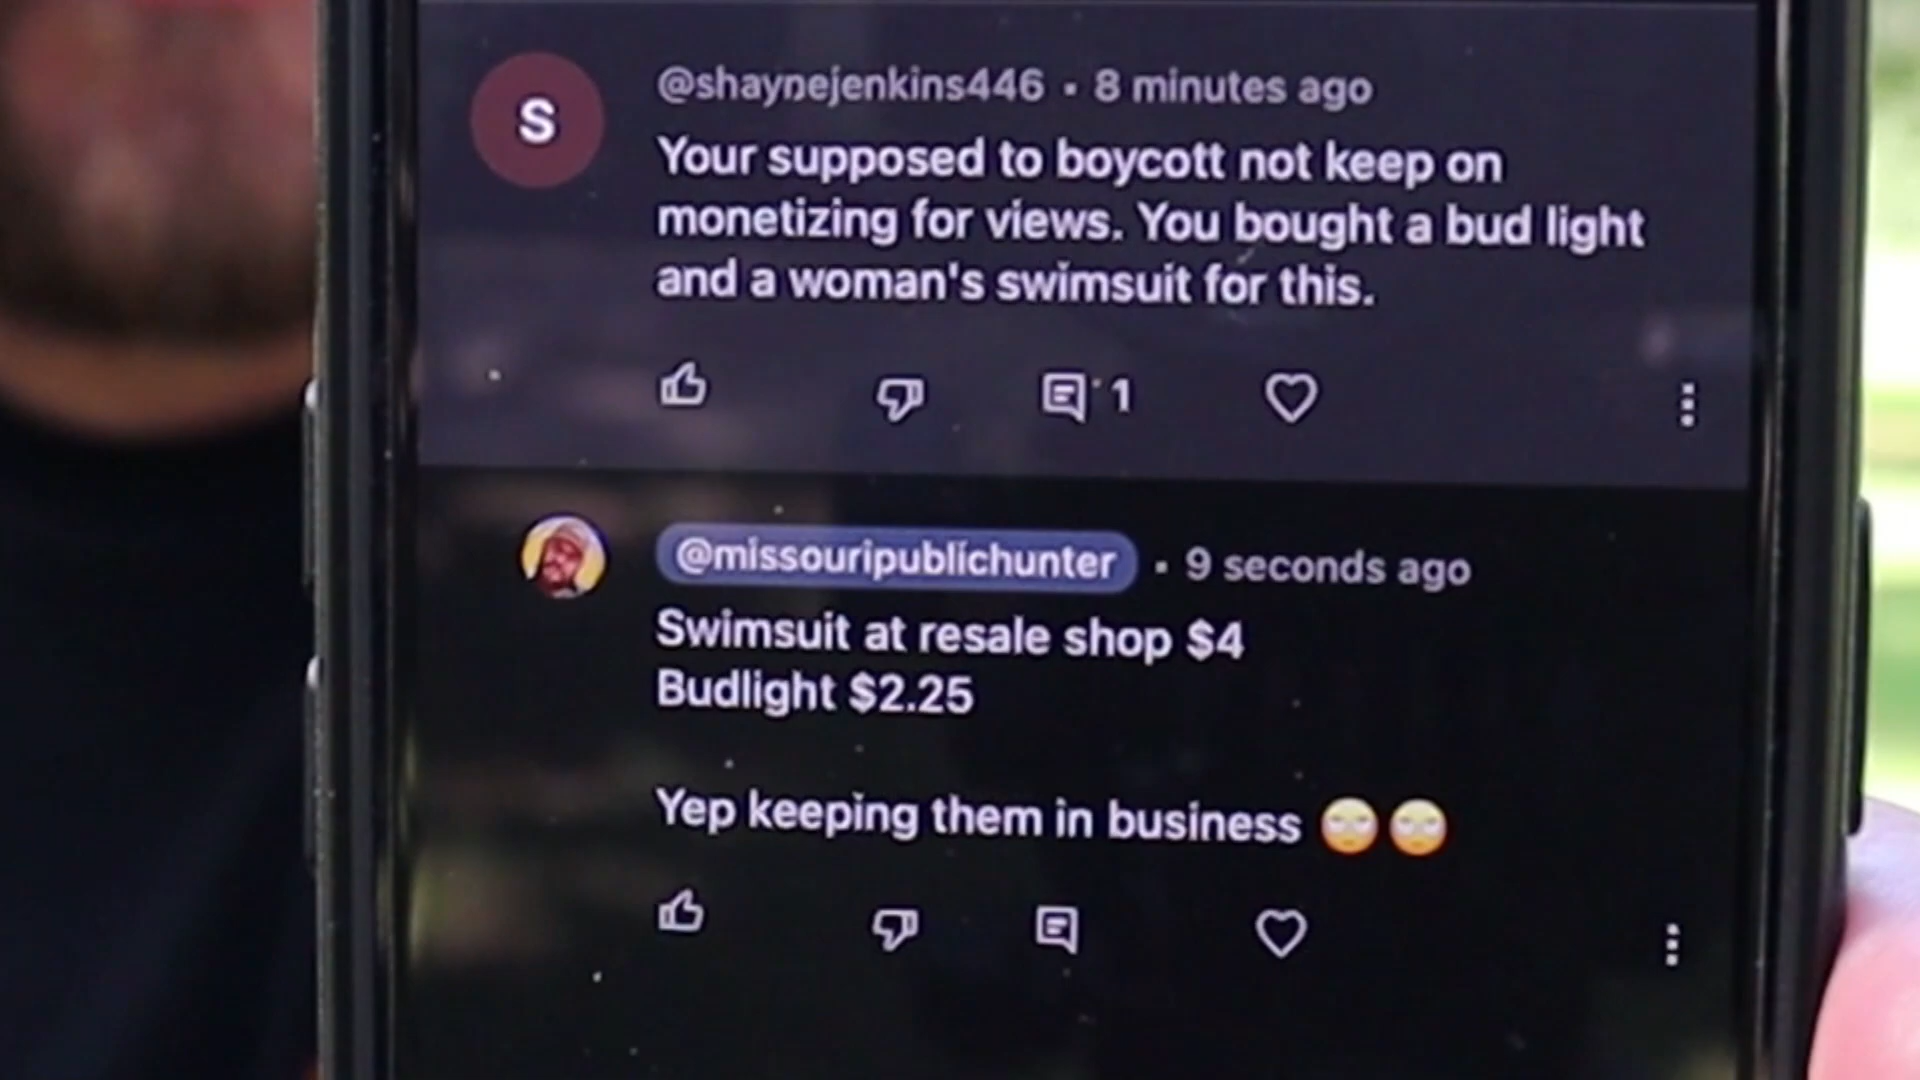 S
@shaynejenkins446 · 8 minutes ago
Your supposed to boycott not keep on
monetizing for views. You bought a bud light
and a woman's swimsuit for this.
1
@missouripublichunter · 9 seconds ago
Swimsuit at resale shop $4
Budlight $2.25
Yep keeping them in business 🙄🙄